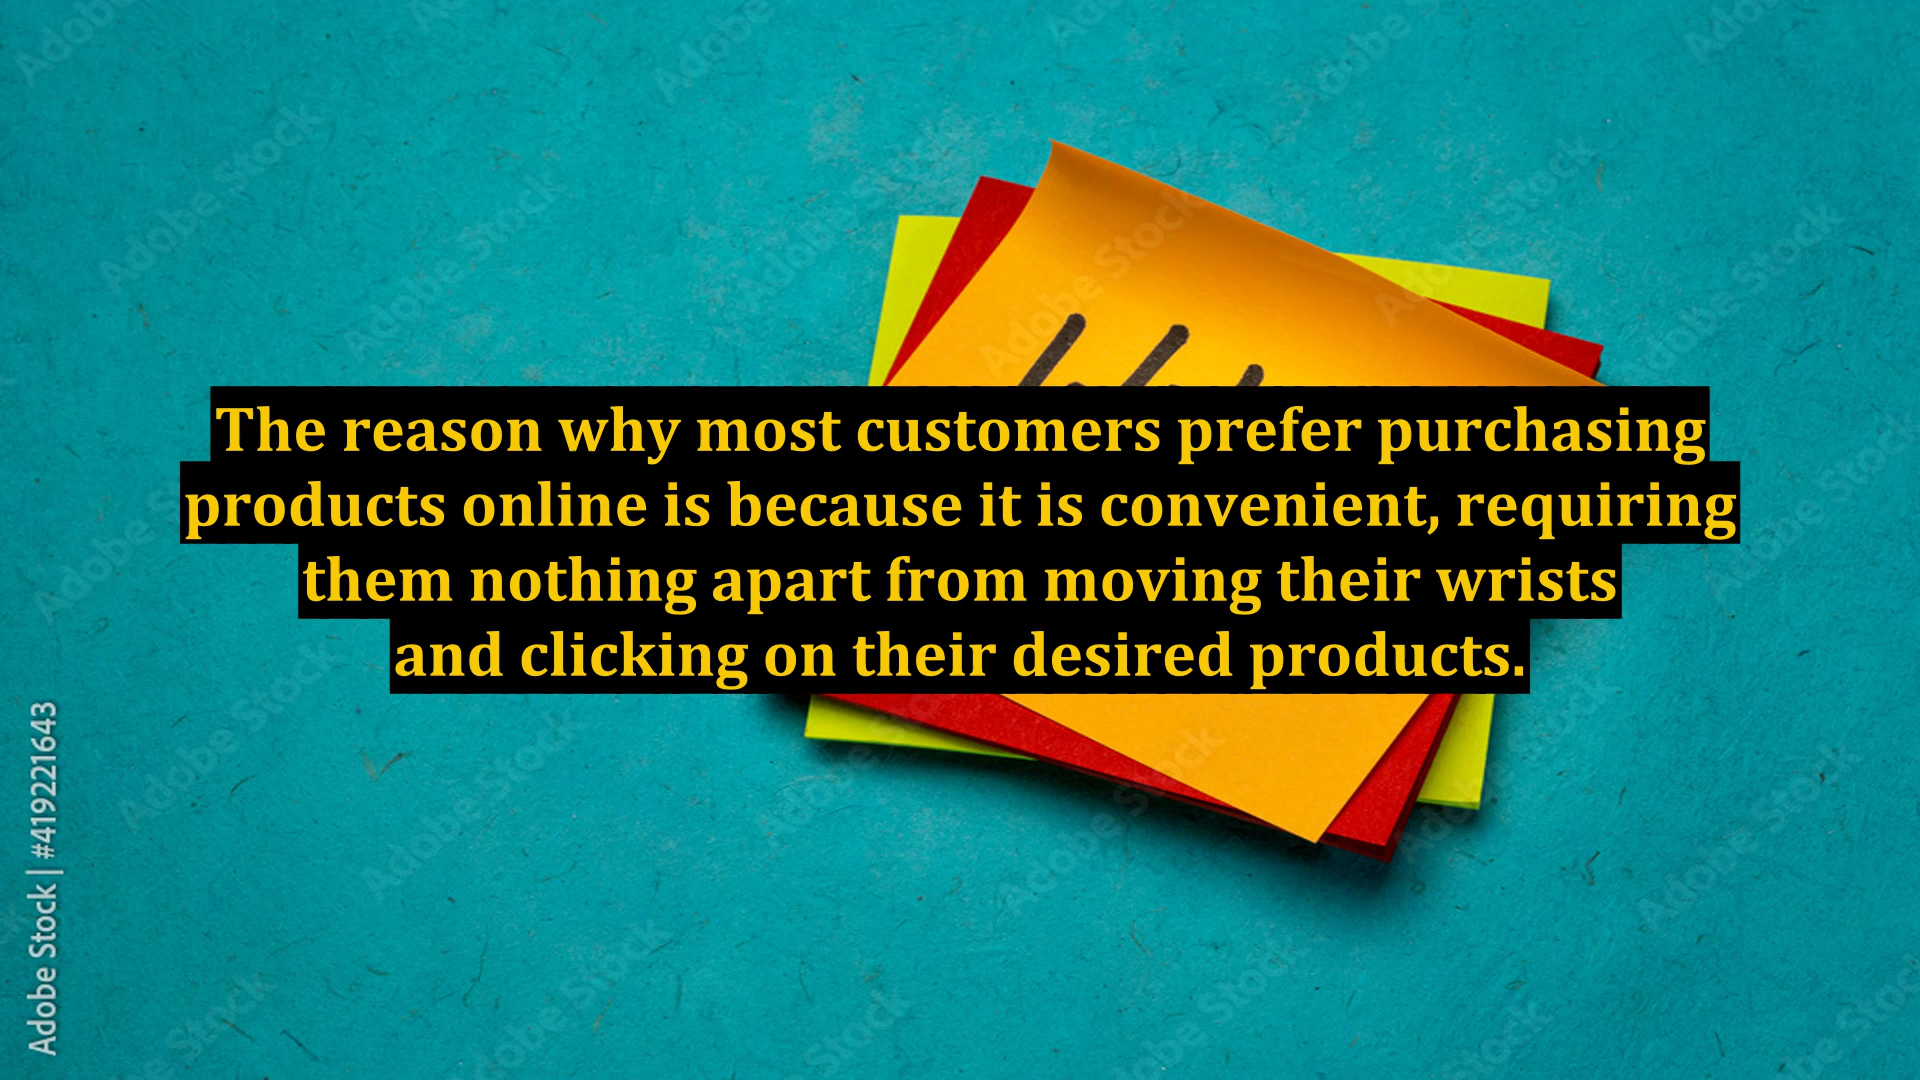 The reason why most customers prefer purchasing
products online is because it is convenient, requiring
them nothing apart from moving their wrists
and clicking on their desired products.
Adobe Stock | #419221643